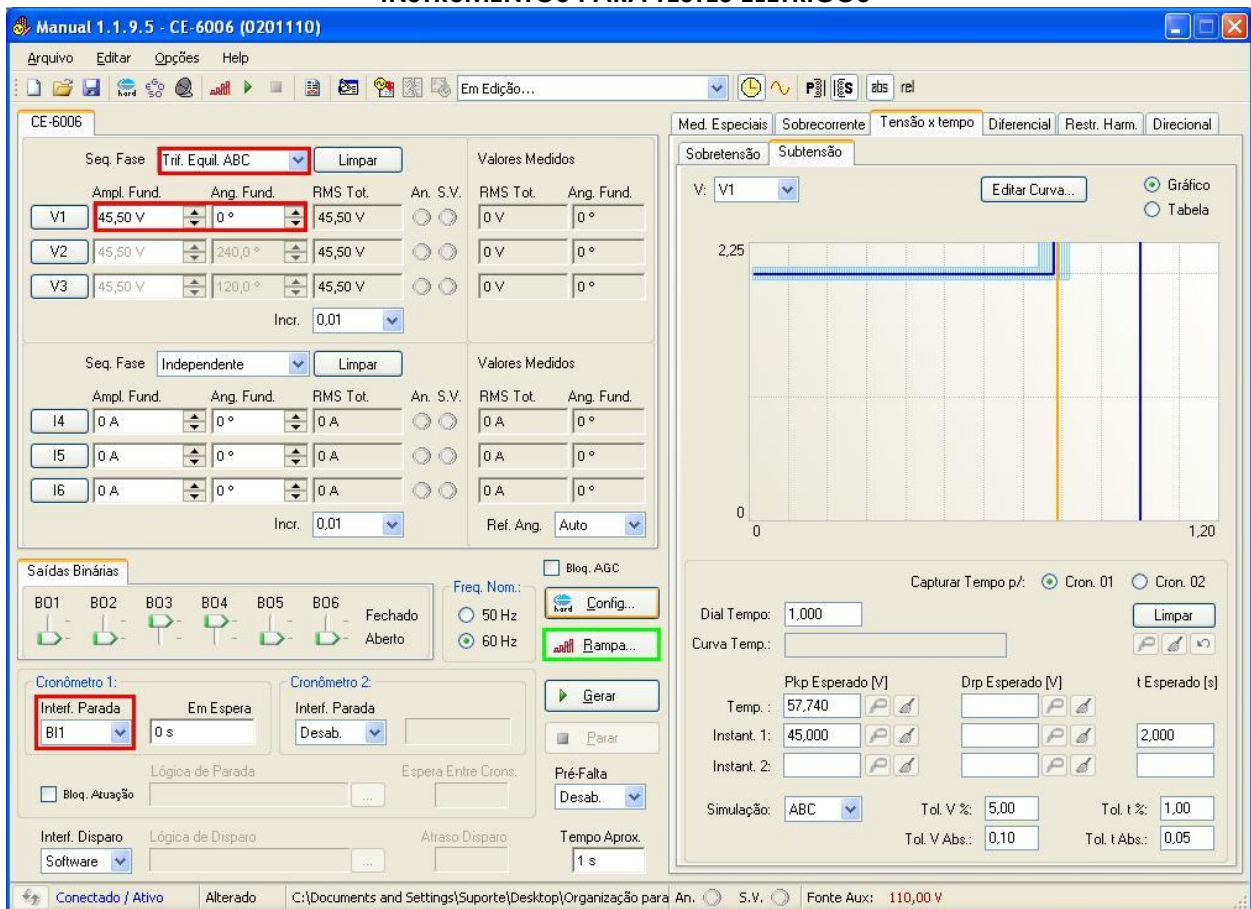 INSTRUMENTOS PARA TESTES ELÉTRICOS
Manual 1.1.9.5 - CE-6006 (0201110)
Arquivo Editar Opções Help
hard Em Edição... P S abs rel
CE-6006
Seq. Fase Trif. Equil. ABC Limpar Valores Medidos
Ampl. Fund. Ang. Fund. RMS Tot. An. S.V. RMS Tot. Ang. Fund.
V1 45,50 V 0 ° 45,50 V 0 V 0 °
V2 45,50 V 240,0 ° 45,50 V 0 V 0 °
V3 45,50 V 120,0 ° 45,50 V 0 V 0 °
Incr. 0,01
Seq. Fase Independente Limpar Valores Medidos
Ampl. Fund. Ang. Fund. RMS Tot. An. S.V. RMS Tot. Ang. Fund.
I4 0 A 0 ° 0 A 0 A 0 °
I5 0 A 0 ° 0 A 0 A 0 °
I6 0 A 0 ° 0 A 0 A 0 °
Incr. 0,01 Ref. Ang. Auto
Saídas Binárias
BO1 BO2 BO3 BO4 BO5 BO6
Fechado
Aberto
Freq. Nom.:
50 Hz
60 Hz
Bloq. AGC
hard Config...
Rampa...
Cronômetro 1:
Interf. Parada Em Espera
BI1 0 s
Cronômetro 2:
Interf. Parada
Desab.
Gerar
Parar
Lógica de Parada Espera Entre Crons.
Bloq. Atuação ...
Pré-Falta
Desab.
Interf. Disparo Lógica de Disparo Atraso Disparo Tempo Aprox.
Software ... 1 s
Med. Especiais Sobrecorrente Tensão x tempo Diferencial Restr. Harm. Direcional
Sobretensão Subtensão
V: V1 Editar Curva... Gráfico
Tabela
2,25
0
0 1,20
Capturar Tempo p/: Cron. 01 Cron. 02
Dial Tempo: 1,000 Limpar
Curva Temp.:
Pkp Esperado [V] Drp Esperado [V] t Esperado [s]
Temp. : 57,740
Instant. 1: 45,000 2,000
Instant. 2:
Simulação: ABC Tol. V %: 5,00 Tol. t %: 1,00
Tol. V Abs.: 0,10 Tol. t Abs.: 0,05
Conectado / Ativo Alterado C:\Documents and Settings\Suporte\Desktop\Organização para An. S.V. Fonte Aux: 110,00 V